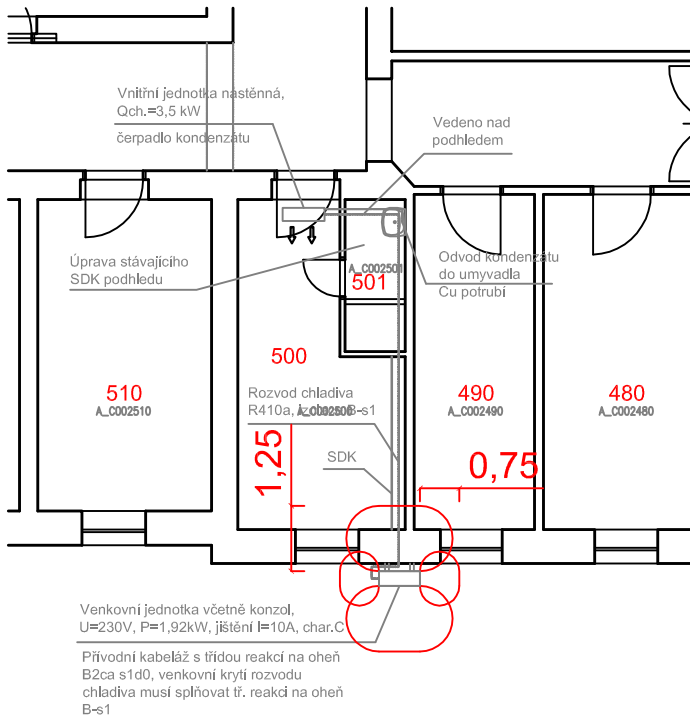 Vnitřní jednotka nástěnná,
Qch.=3,5 kW
čerpadlo kondenzátu
Vedeno nad
podhledem
Úprava stávajícího
SDK podhledu
Odvod kondenzátu
do umyvadla
Cu potrubí
A_C002501
501
500
510
A_C002510
Rozvod chladiva
R410a, B-s1
A_C002500
490
A_C002490
480
A_C002480
1,25
SDK
0,75
Venkovní jednotka včetně konzol,
U=230V, P=1,92kW, jištění I=10A, char.C
Přívodní kabeláž s třídou reakcí na oheň
B2ca s1d0, venkovní krytí rozvodu
chladiva musí splňovat tř. reakci na oheň
B-s1